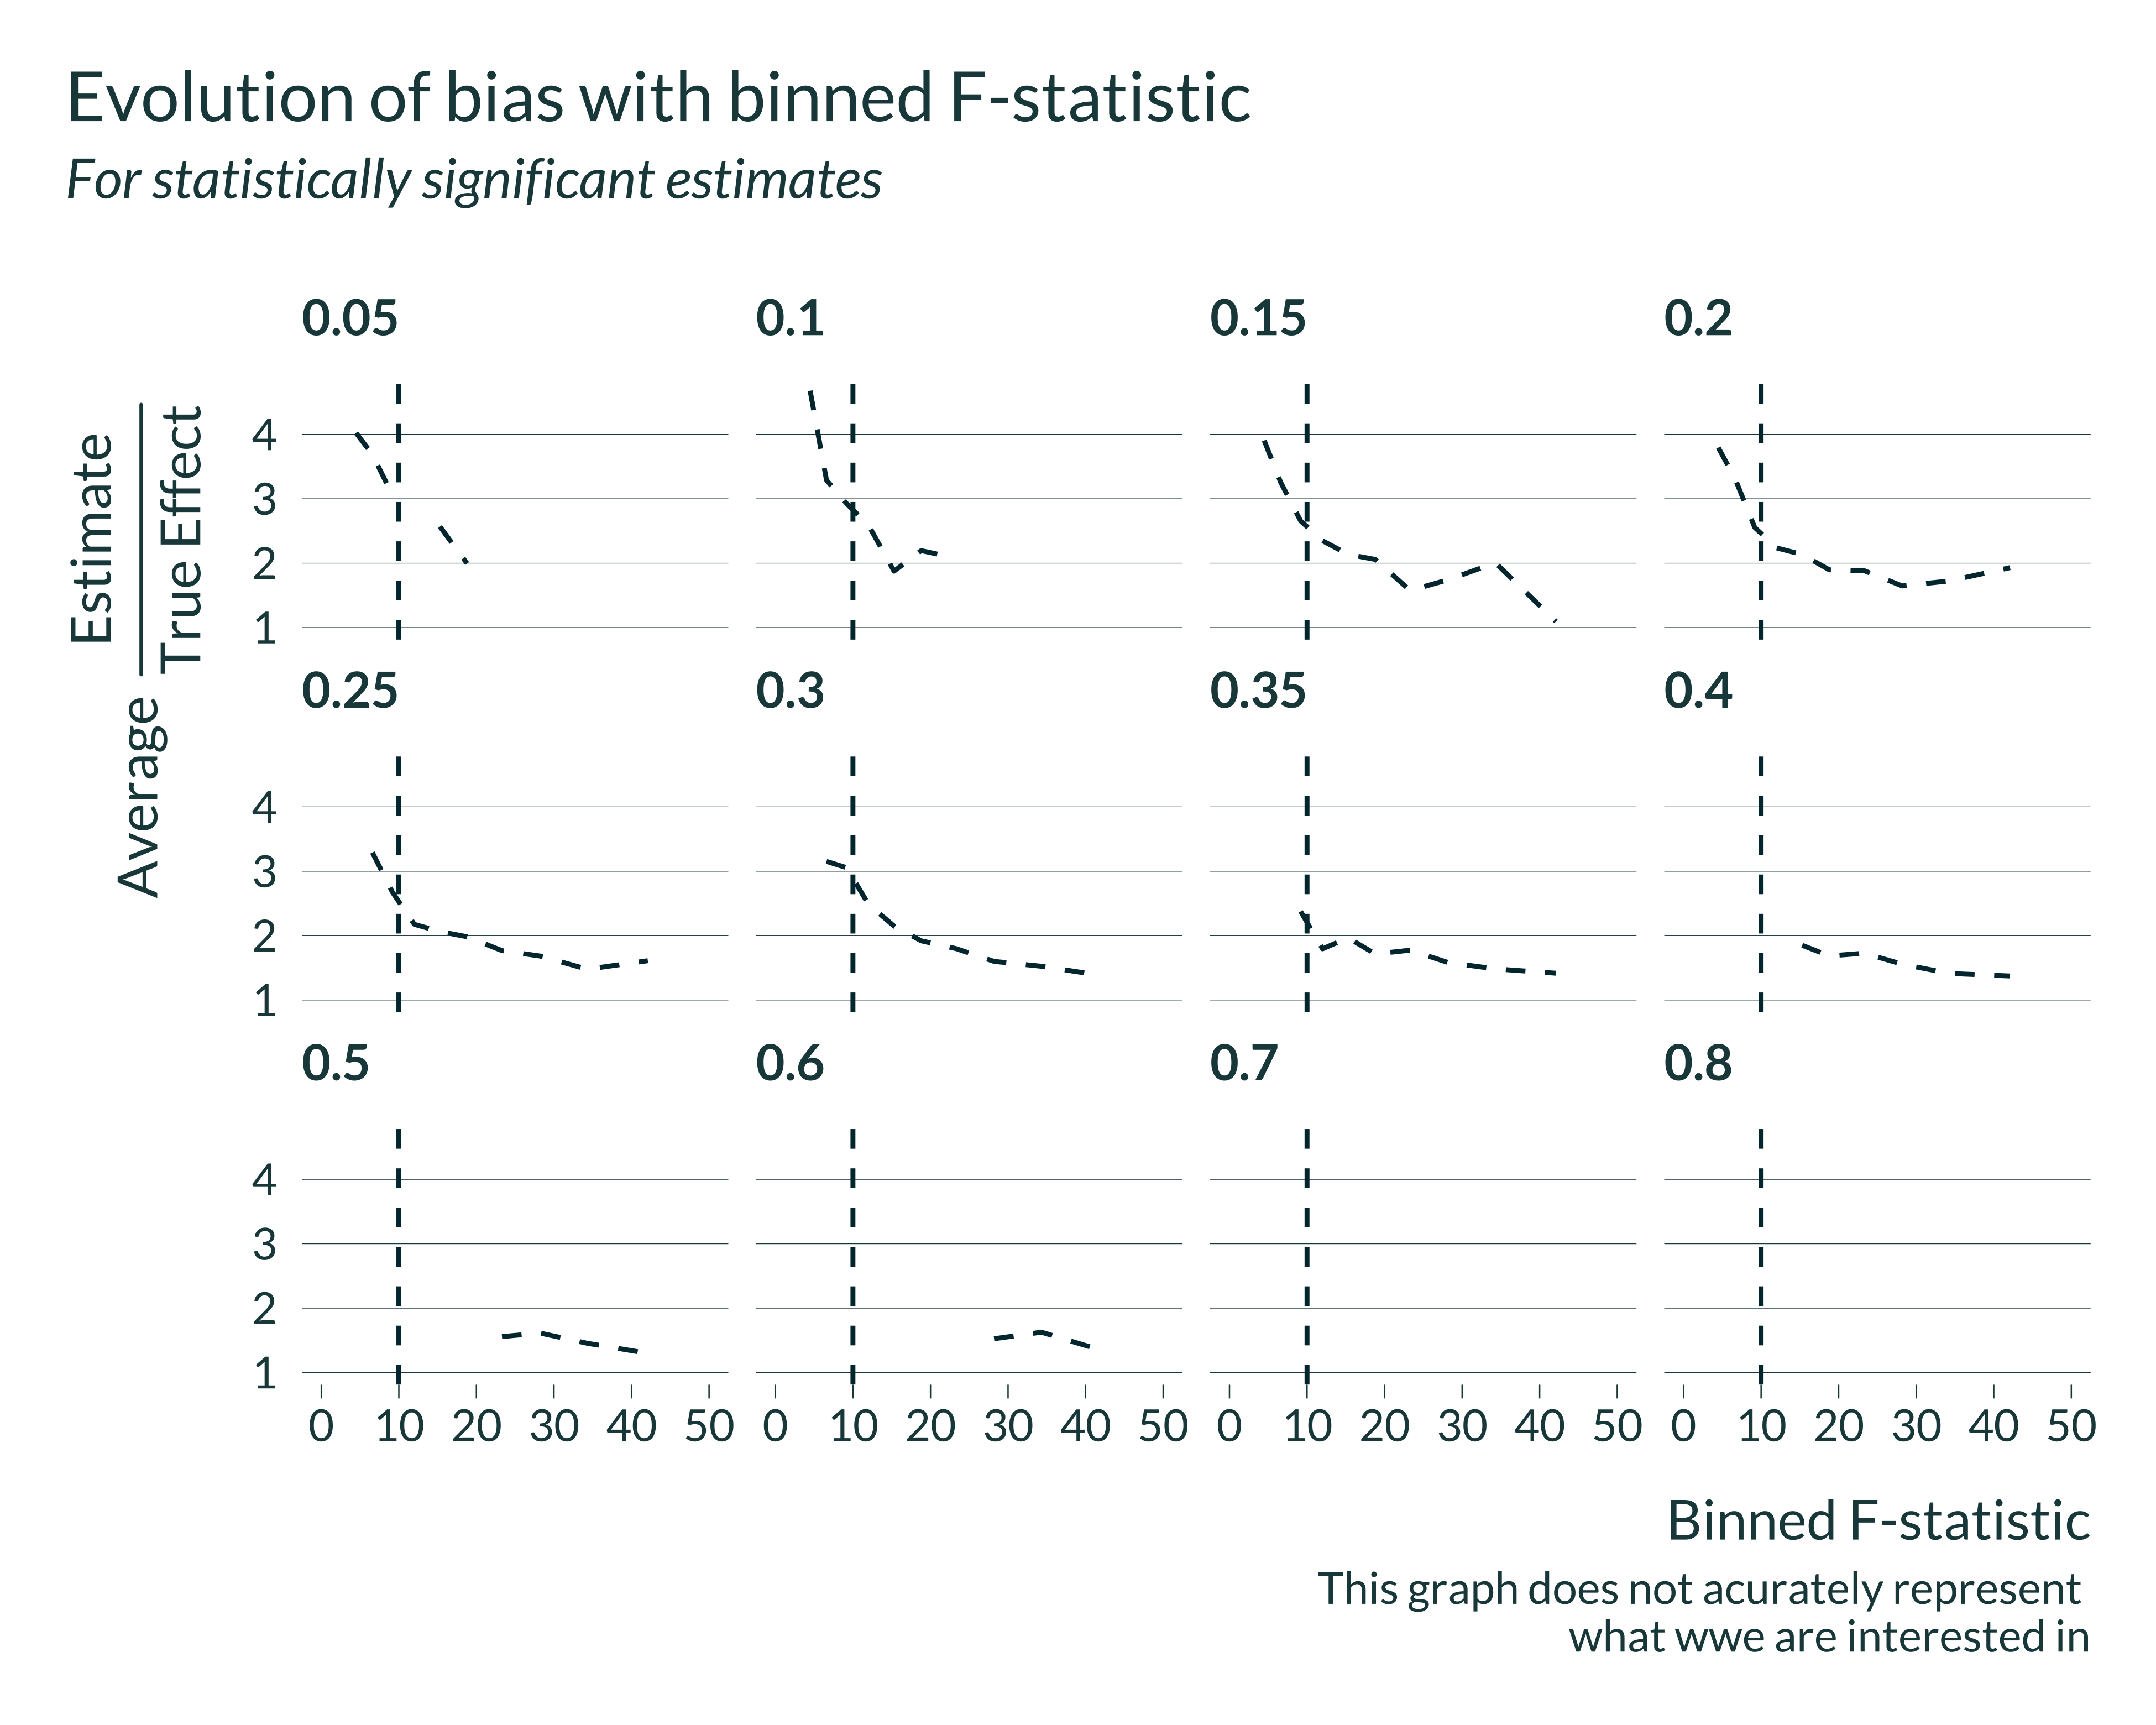 Evolution of bias with binned F-statistic
For statistically significant estimates
0.05 0.1 0.15 0.2
Average Estimate
True Effect
4
3
2
1
0.25 0.3 0.35 0.4
4
3
2
1
0.5 0.6 0.7 0.8
4
3
2
1
0 10 20 30 40 50 0 10 20 30 40 50 0 10 20 30 40 50 0 10 20 30 40 50
Binned F-statistic
This graph does not acurately represent
what wwe are interested in